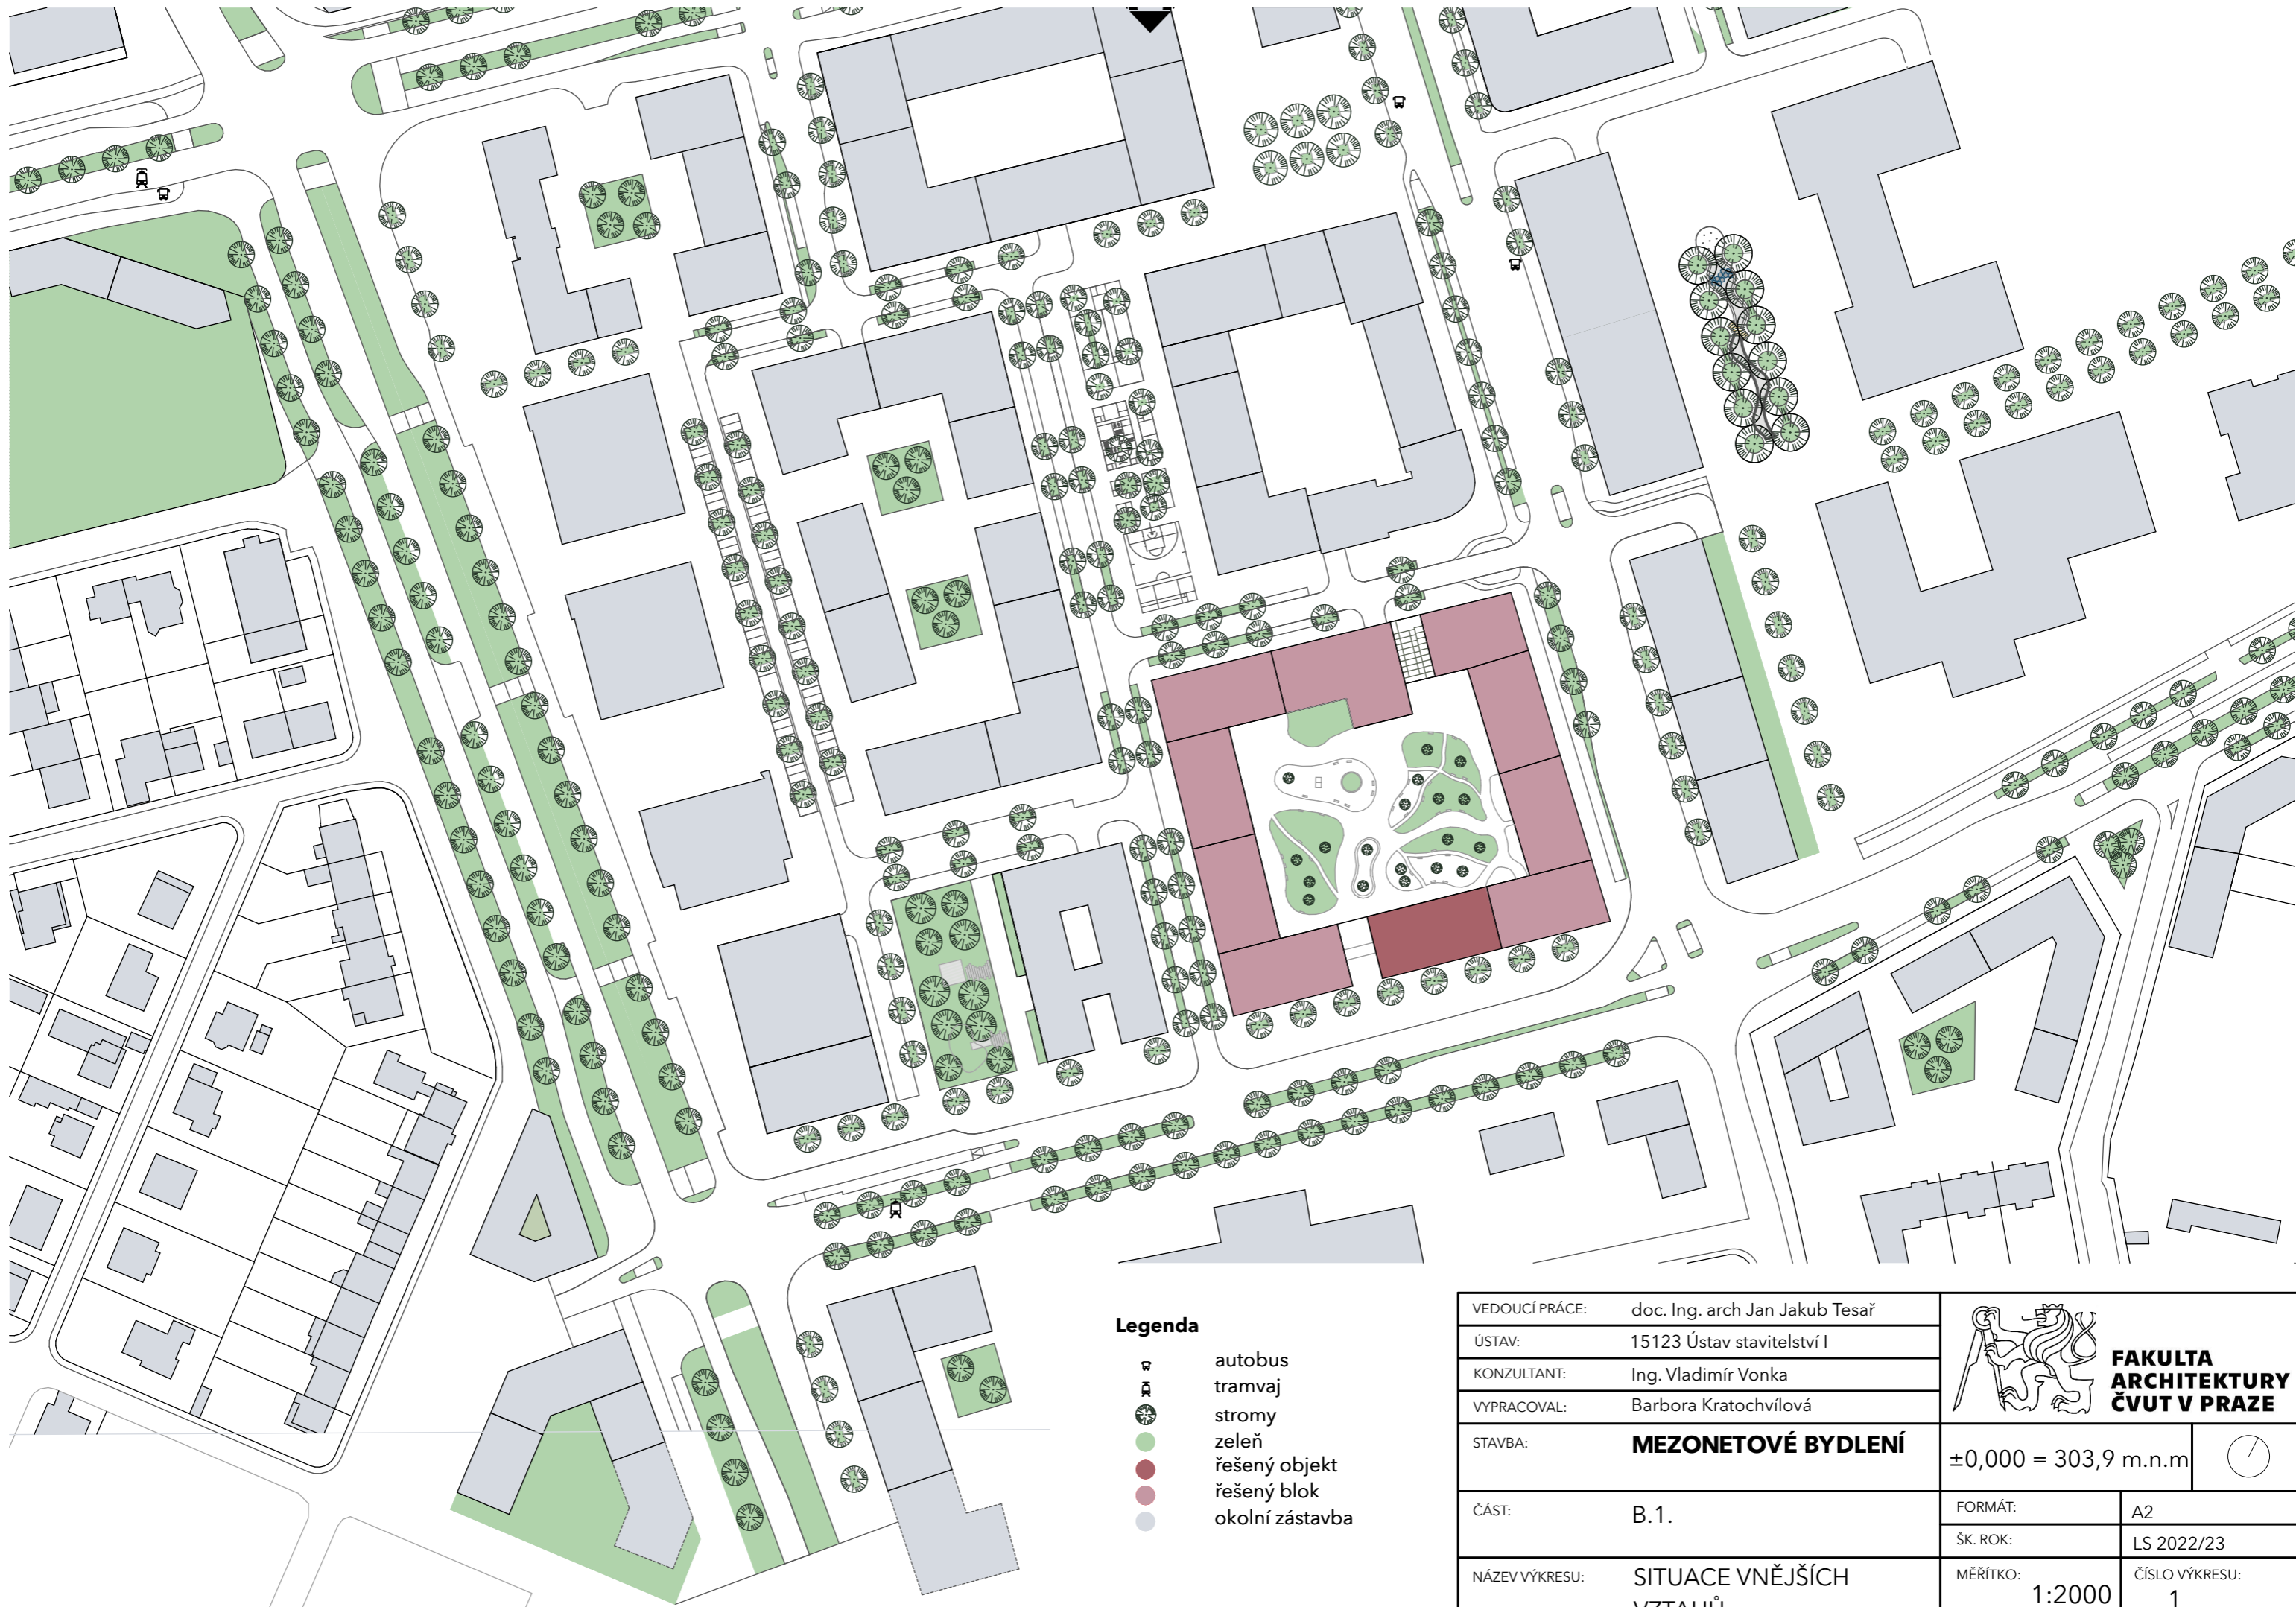 Legenda
autobus
tramvaj
stromy
zeleň
řešený objekt
řešený blok
okolní zástavba
VEDOUCÍ PRÁCE: doc. Ing. arch Jan Jakub Tesař
ÚSTAV: 15123 Ústav stavitelství I
KONZULTANT: Ing. Vladimír Vonka
VYPRACOVAL: Barbora Kratochvílová
STAVBA: MEZONETOVÉ BYDLENÍ
ČÁST: B.1.
NÁZEV VÝKRESU: SITUACE VNĚJŠÍCH
VZTAHŮ
FAKULTA
ARCHITEKTURY
ČVUT V PRAZE
±0,000 = 303,9 m.n.m
FORMÁT: A2
ŠK. ROK: LS 2022/23
MĚŘÍTKO: 1:2000
ČÍSLO VÝKRESU: 1